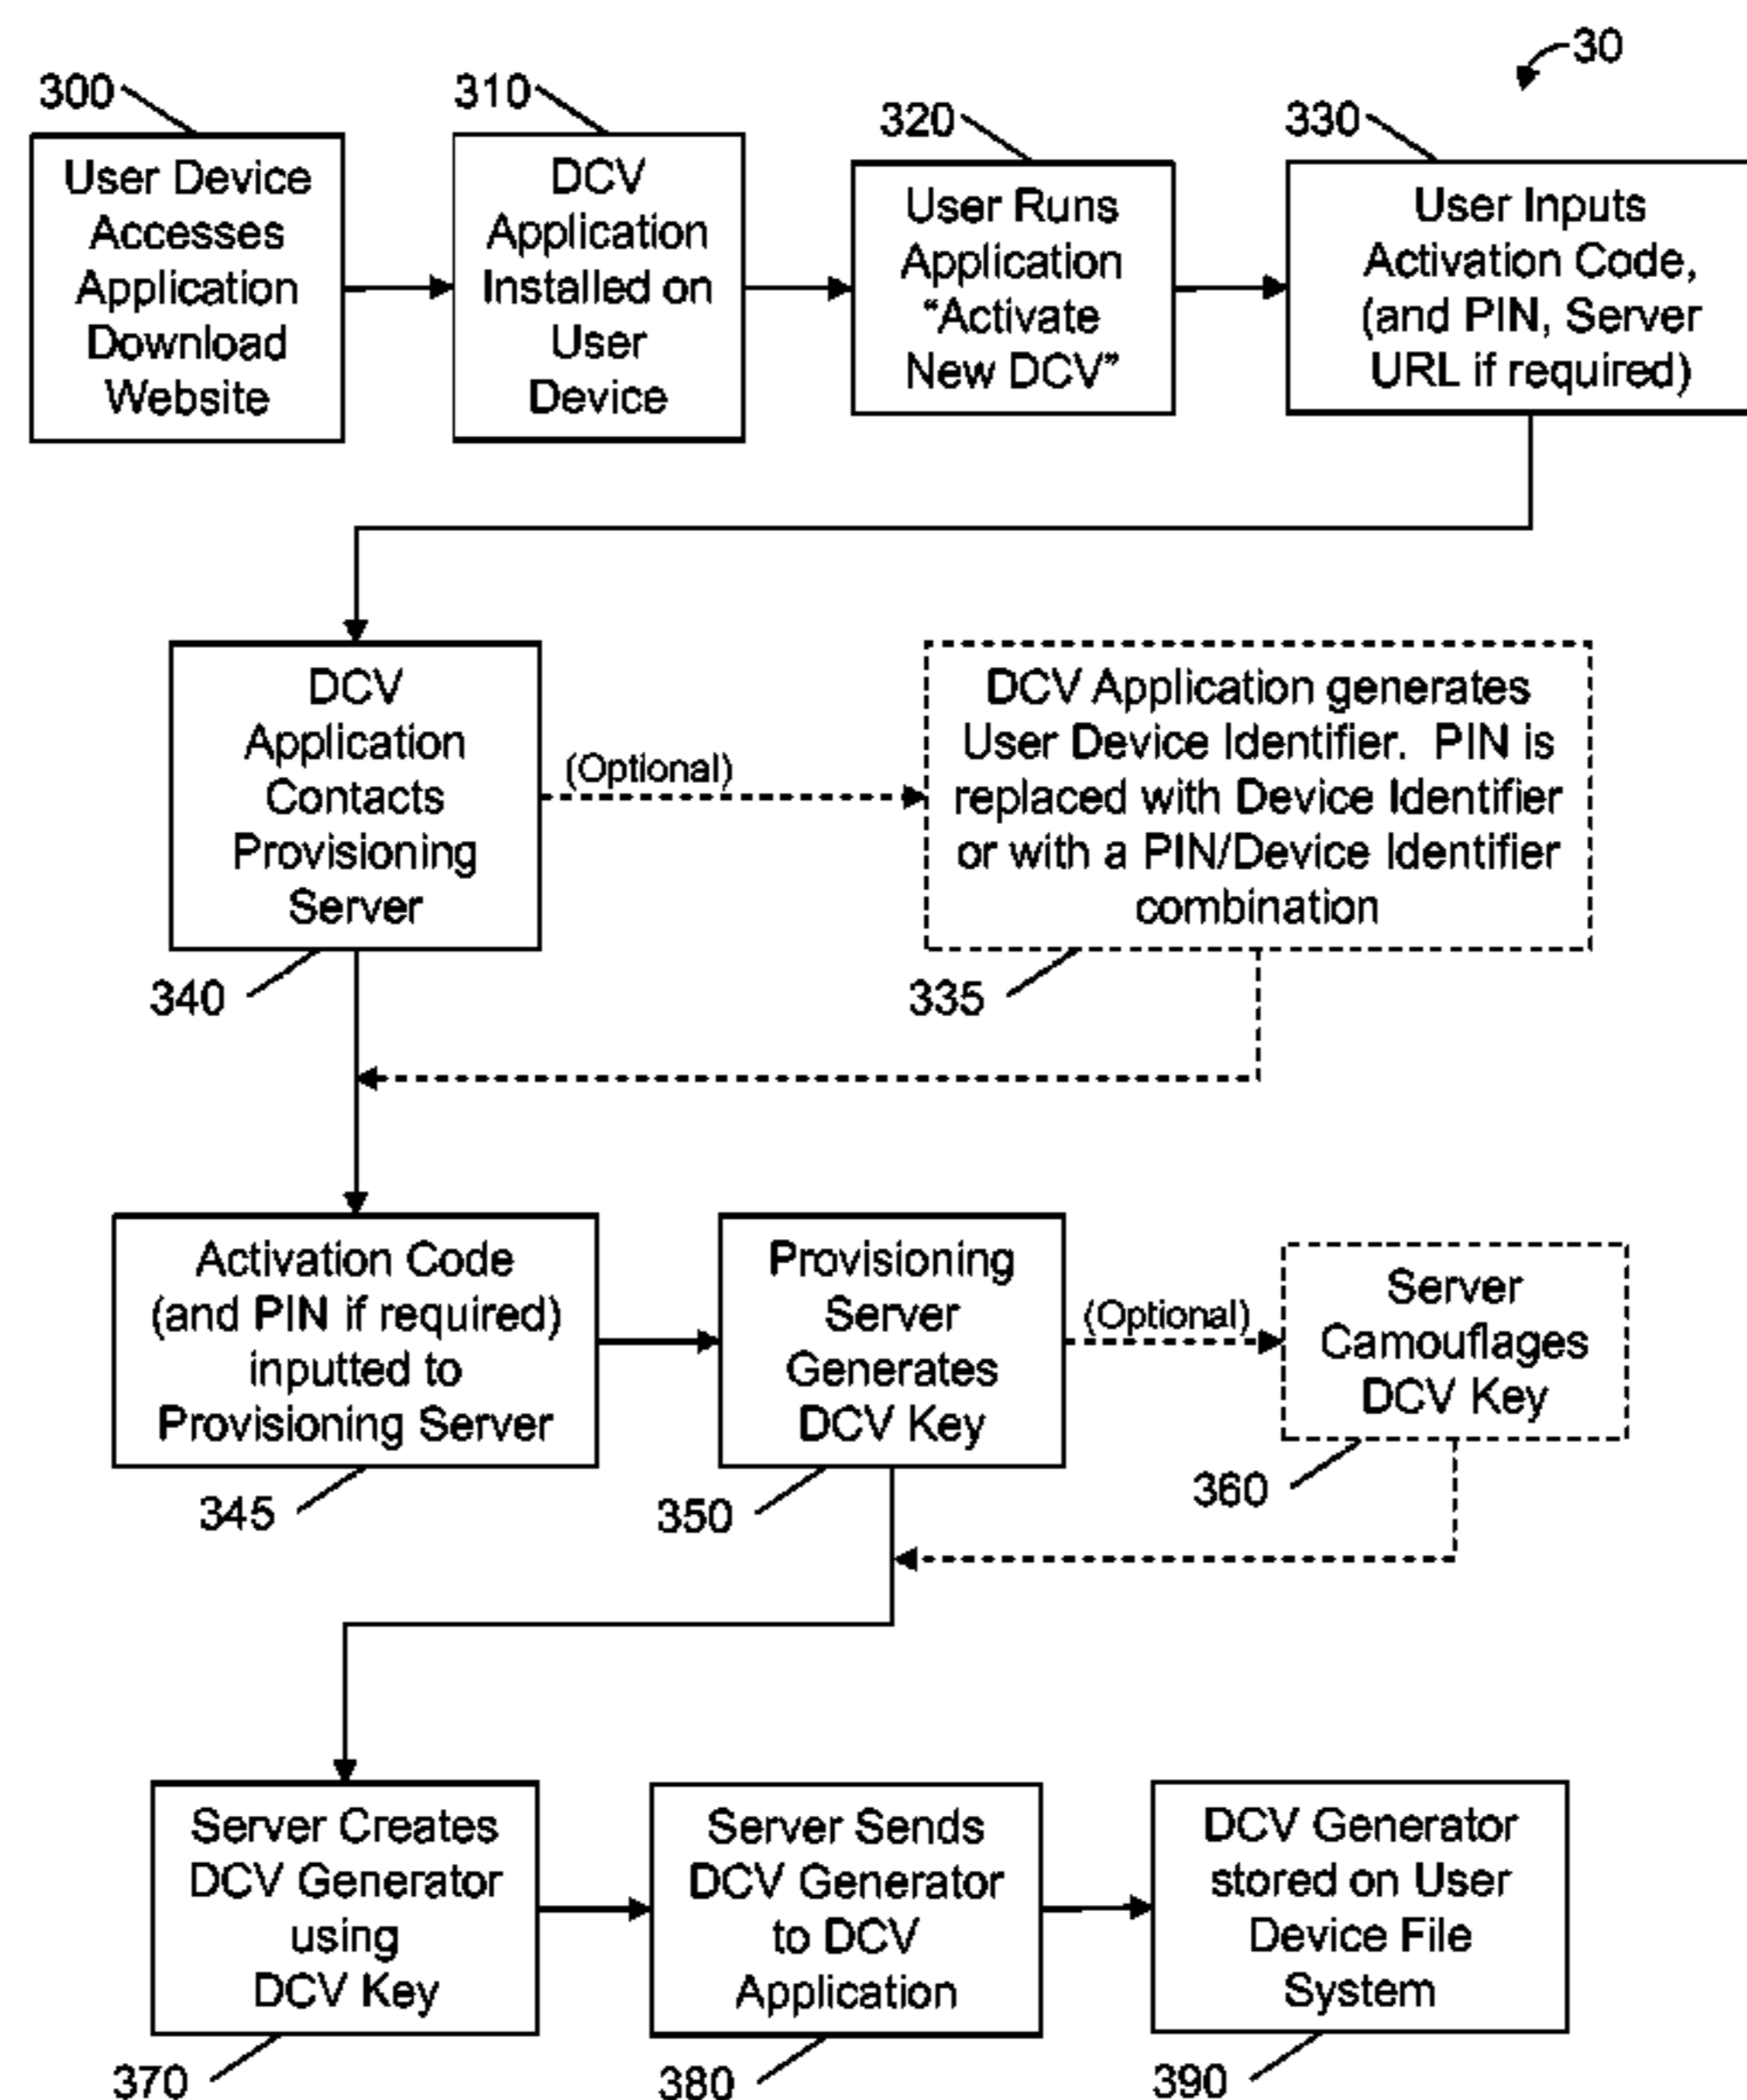 30
300
User Device
Accesses
Application
Download
Website
310
DCV
Application
Installed on
User
Device
320
User Runs
Application
“Activate
New DCV”
330
User Inputs
Activation Code,
(and PIN, Server
URL if required)
DCV
Application
Contacts
Provisioning
Server
340
(Optional)
DCV Application generates
User Device Identifier. PIN is
replaced with Device Identifier
or with a PIN/Device Identifier
combination
335
Activation Code
(and PIN if required)
inputted to
Provisioning Server
345
Provisioning
Server
Generates
DCV Key
350
(Optional)
Server
Camouflages
DCV Key
360
Server Creates
DCV Generator
using
DCV Key
370
Server Sends
DCV Generator
to DCV
Application
380
DCV Generator
stored on User
Device File
System
390